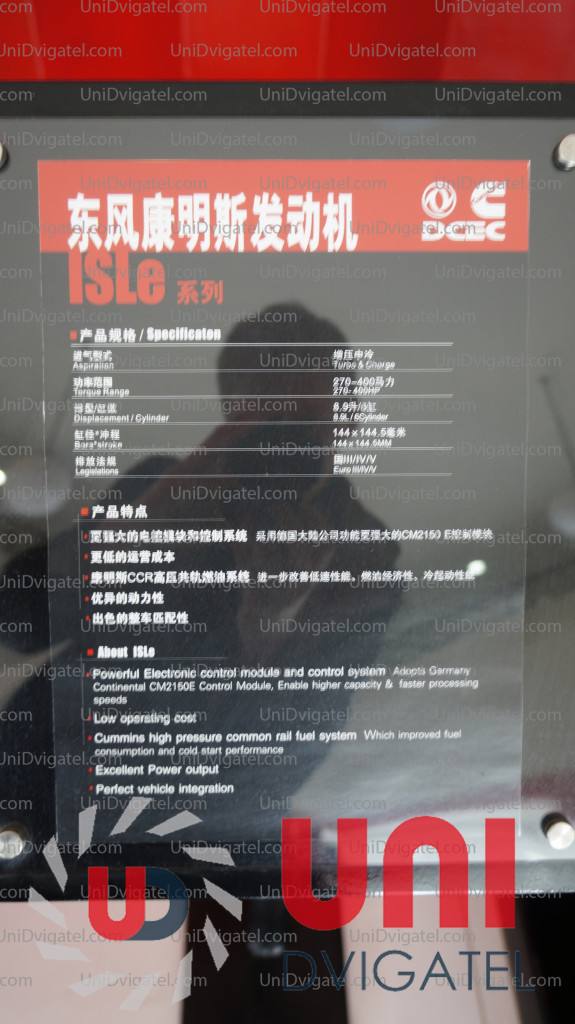 东风康明斯发动机
DCEC
ISLe 系列
产品规格 / Specificaton
进气型式 增压中冷
Aspiration Turbo & Charge
功率范围 270-400马力
Torque Range 270-400HP
排量/缸数 8.9升/6缸
Displacement / Cylinder 8.9L / 6Cylinder
缸径*冲程 144 x 144.5毫米
Bora*stroke 144 x 144.5MM
排放法规 国III/IV/V
Legislations Euro III/IV/V
产品特点
更强大的电控模块和控制系统 采用德国大陆公司功能更强大的CM2150 E控制模块
更低的运营成本
康明斯CCR高压共轨燃油系统 进一步改善低速性能、燃油经济性、冷起动性能
优异的动力性
出色的整车匹配性
About ISLe
Powerful Electronic control module and control system Adopts Germany
Continental CM2150E Control Module, Enable higher capacity & faster processing
speeds
Low operating cost
Cummins high pressure common rail fuel system Which improved fuel
consumption and cold start performance
Excellent Power output
Perfect vehicle integration
UD
UNI
DVIGATEL
UniDvigatel.com